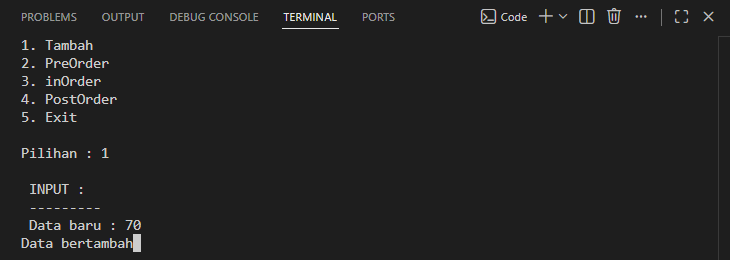 PROBLEMS OUTPUT DEBUG CONSOLE TERMINAL PORTS Code
1. Tambah
2. PreOrder
3. inOrder
4. PostOrder
5. Exit
Pilihan : 1
INPUT :
---------
Data baru : 70
Data bertambah